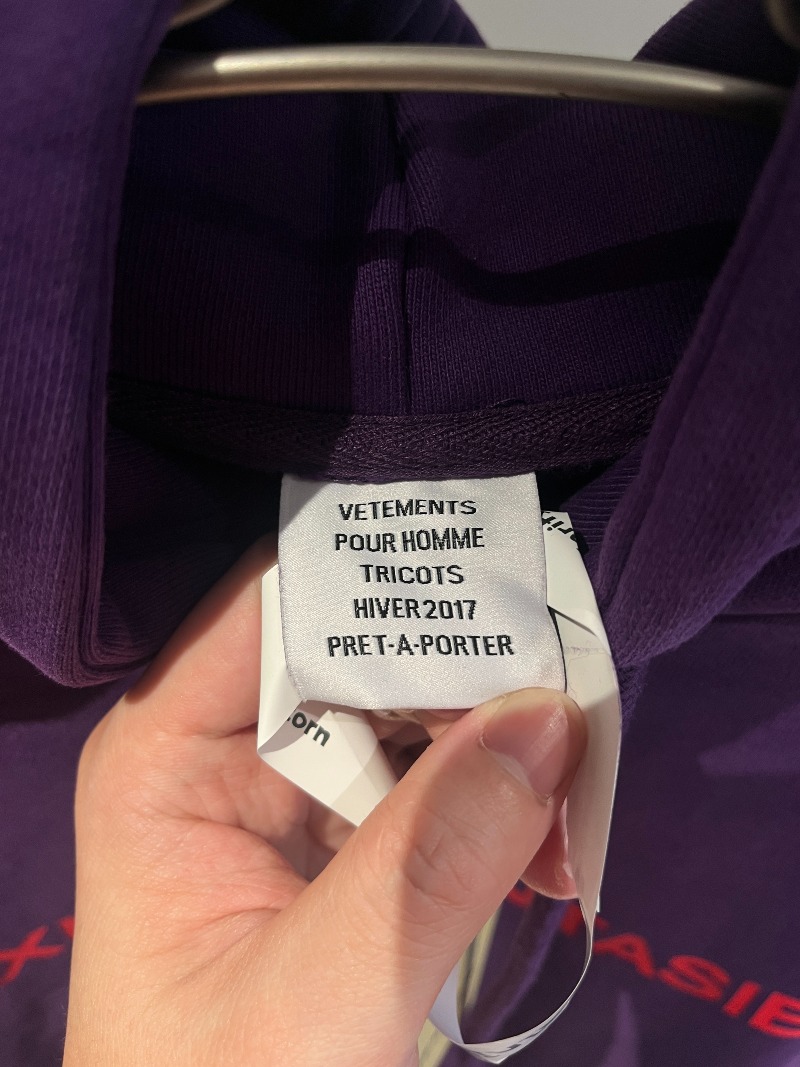 VETEMENTS
POUR HOMME
TRICOTS
HIVER 2017
PRET-A-PORTER